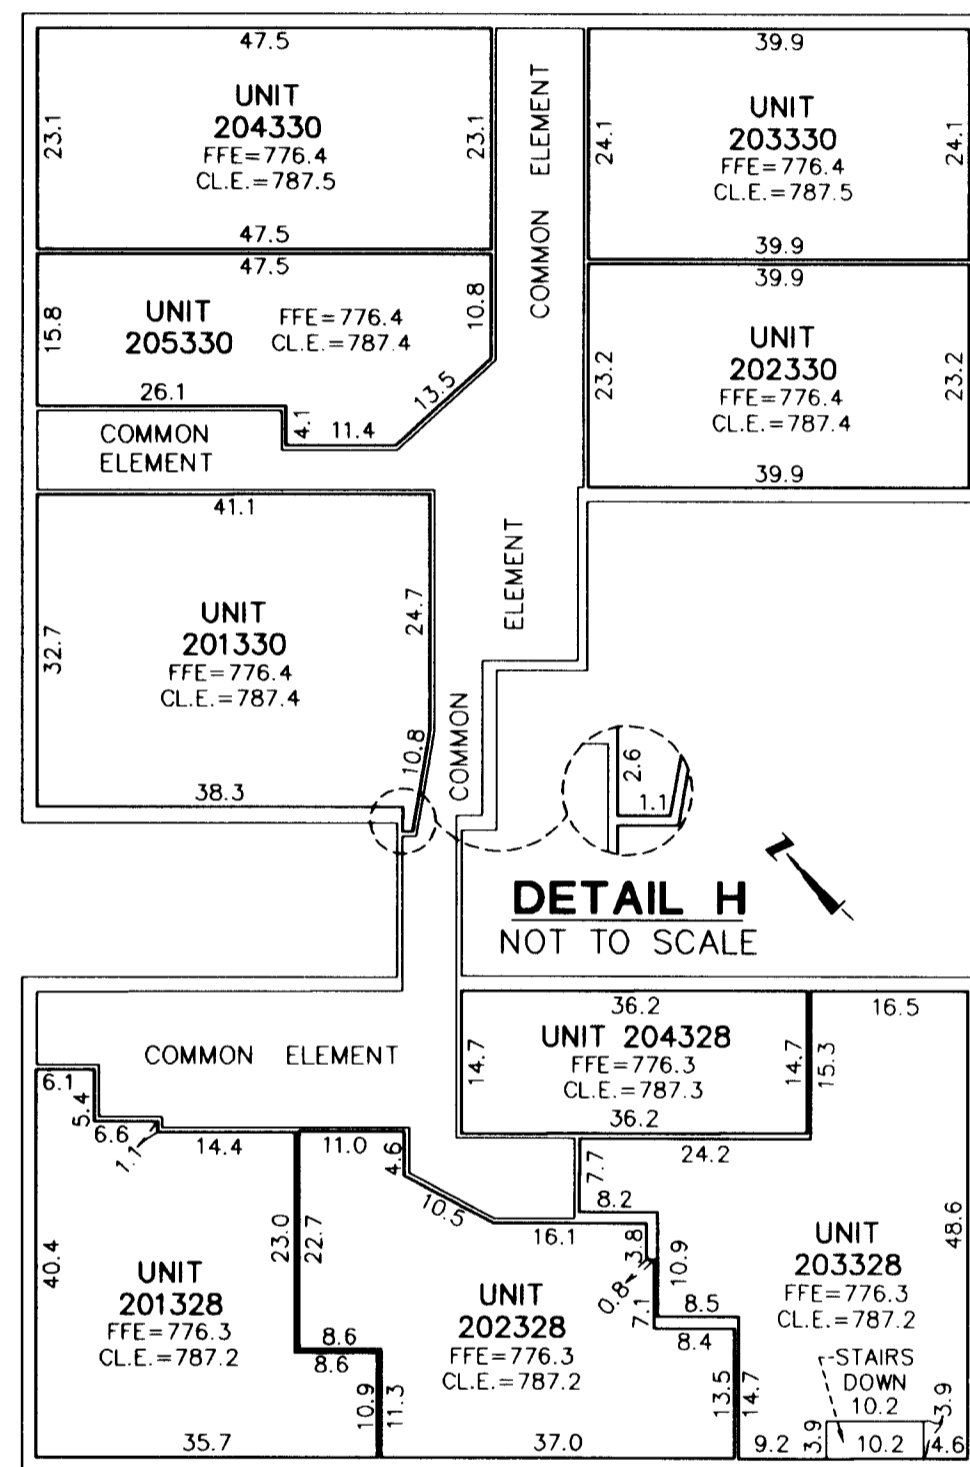 47.5
UNIT
204330
FFE=776.4
CL.E.=787.5
23.1
23.1
47.5
COMMON ELEMENT
39.9
UNIT
203330
FFE=776.4
CL.E.=787.5
24.1
24.1
39.9
47.5
UNIT
205330
FFE=776.4
CL.E.=787.4
15.8
10.8
13.5
26.1
4.1
11.4
COMMON
ELEMENT
39.9
UNIT
202330
FFE=776.4
CL.E.=787.4
23.2
23.2
39.9
41.1
UNIT
201330
FFE=776.4
CL.E.=787.4
32.7
24.7
10.8
38.3
COMMON ELEMENT
2.6
1.1
DETAIL H
NOT TO SCALE
N
COMMON ELEMENT
36.2
UNIT 204328
FFE=776.3
CL.E.=787.3
14.7
14.7
36.2
16.5
15.3
24.2
7.7
8.2
6.1
5.4
6.6
1.1
14.4
11.0
4.6
10.5
16.1
3.8
0.8
7.1
10.9
8.5
8.4
23.0
22.7
40.4
UNIT
201328
FFE=776.3
CL.E.=787.2
8.6
8.6
10.9
11.3
35.7
UNIT
202328
FFE=776.3
CL.E.=787.2
13.5
14.7
37.0
UNIT
203328
FFE=776.3
CL.E.=787.2
48.6
STAIRS
DOWN
10.2
3.9
9.2
3.9
10.2
4.6